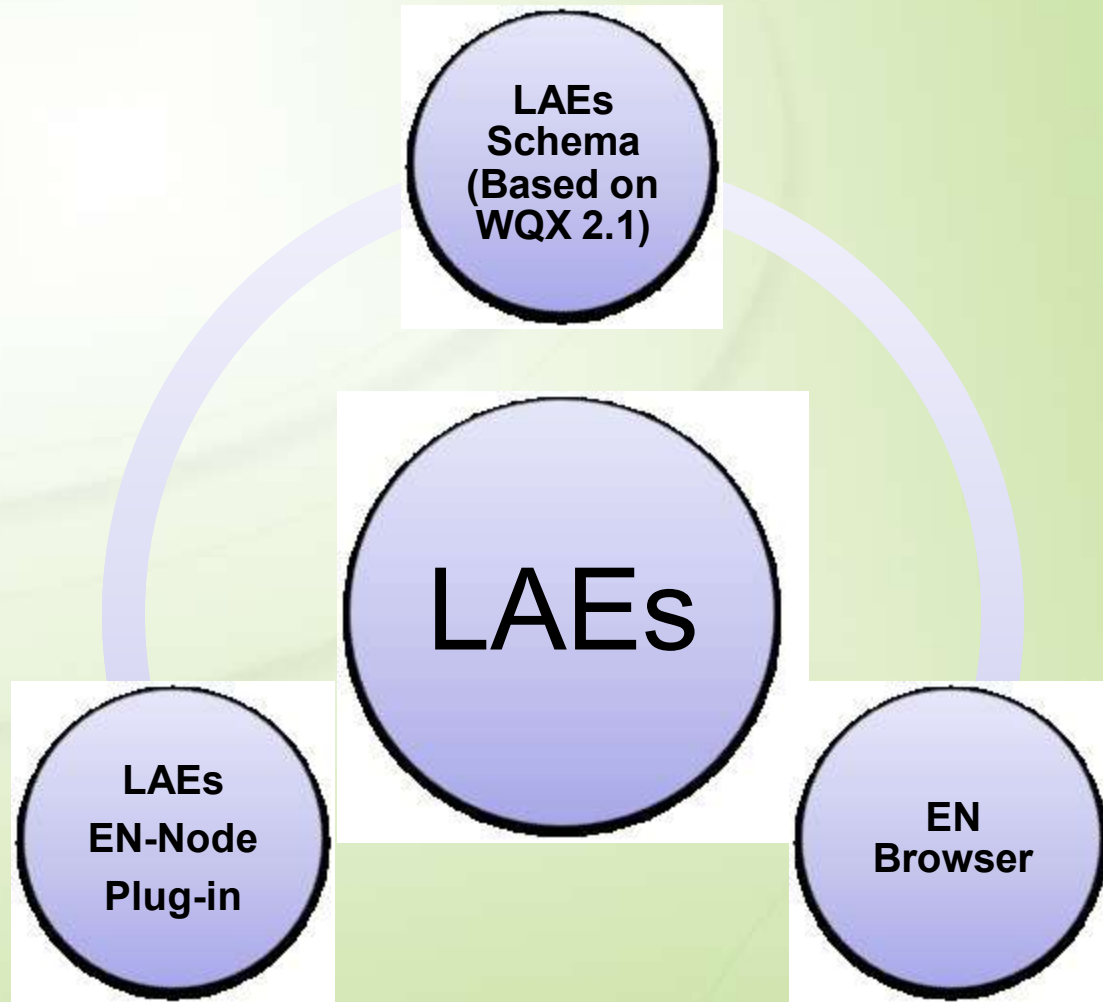 LAEs
Schema
(Based on
WQX 2.1)
LAEs
LAEs
EN-Node
Plug-in
EN
Browser